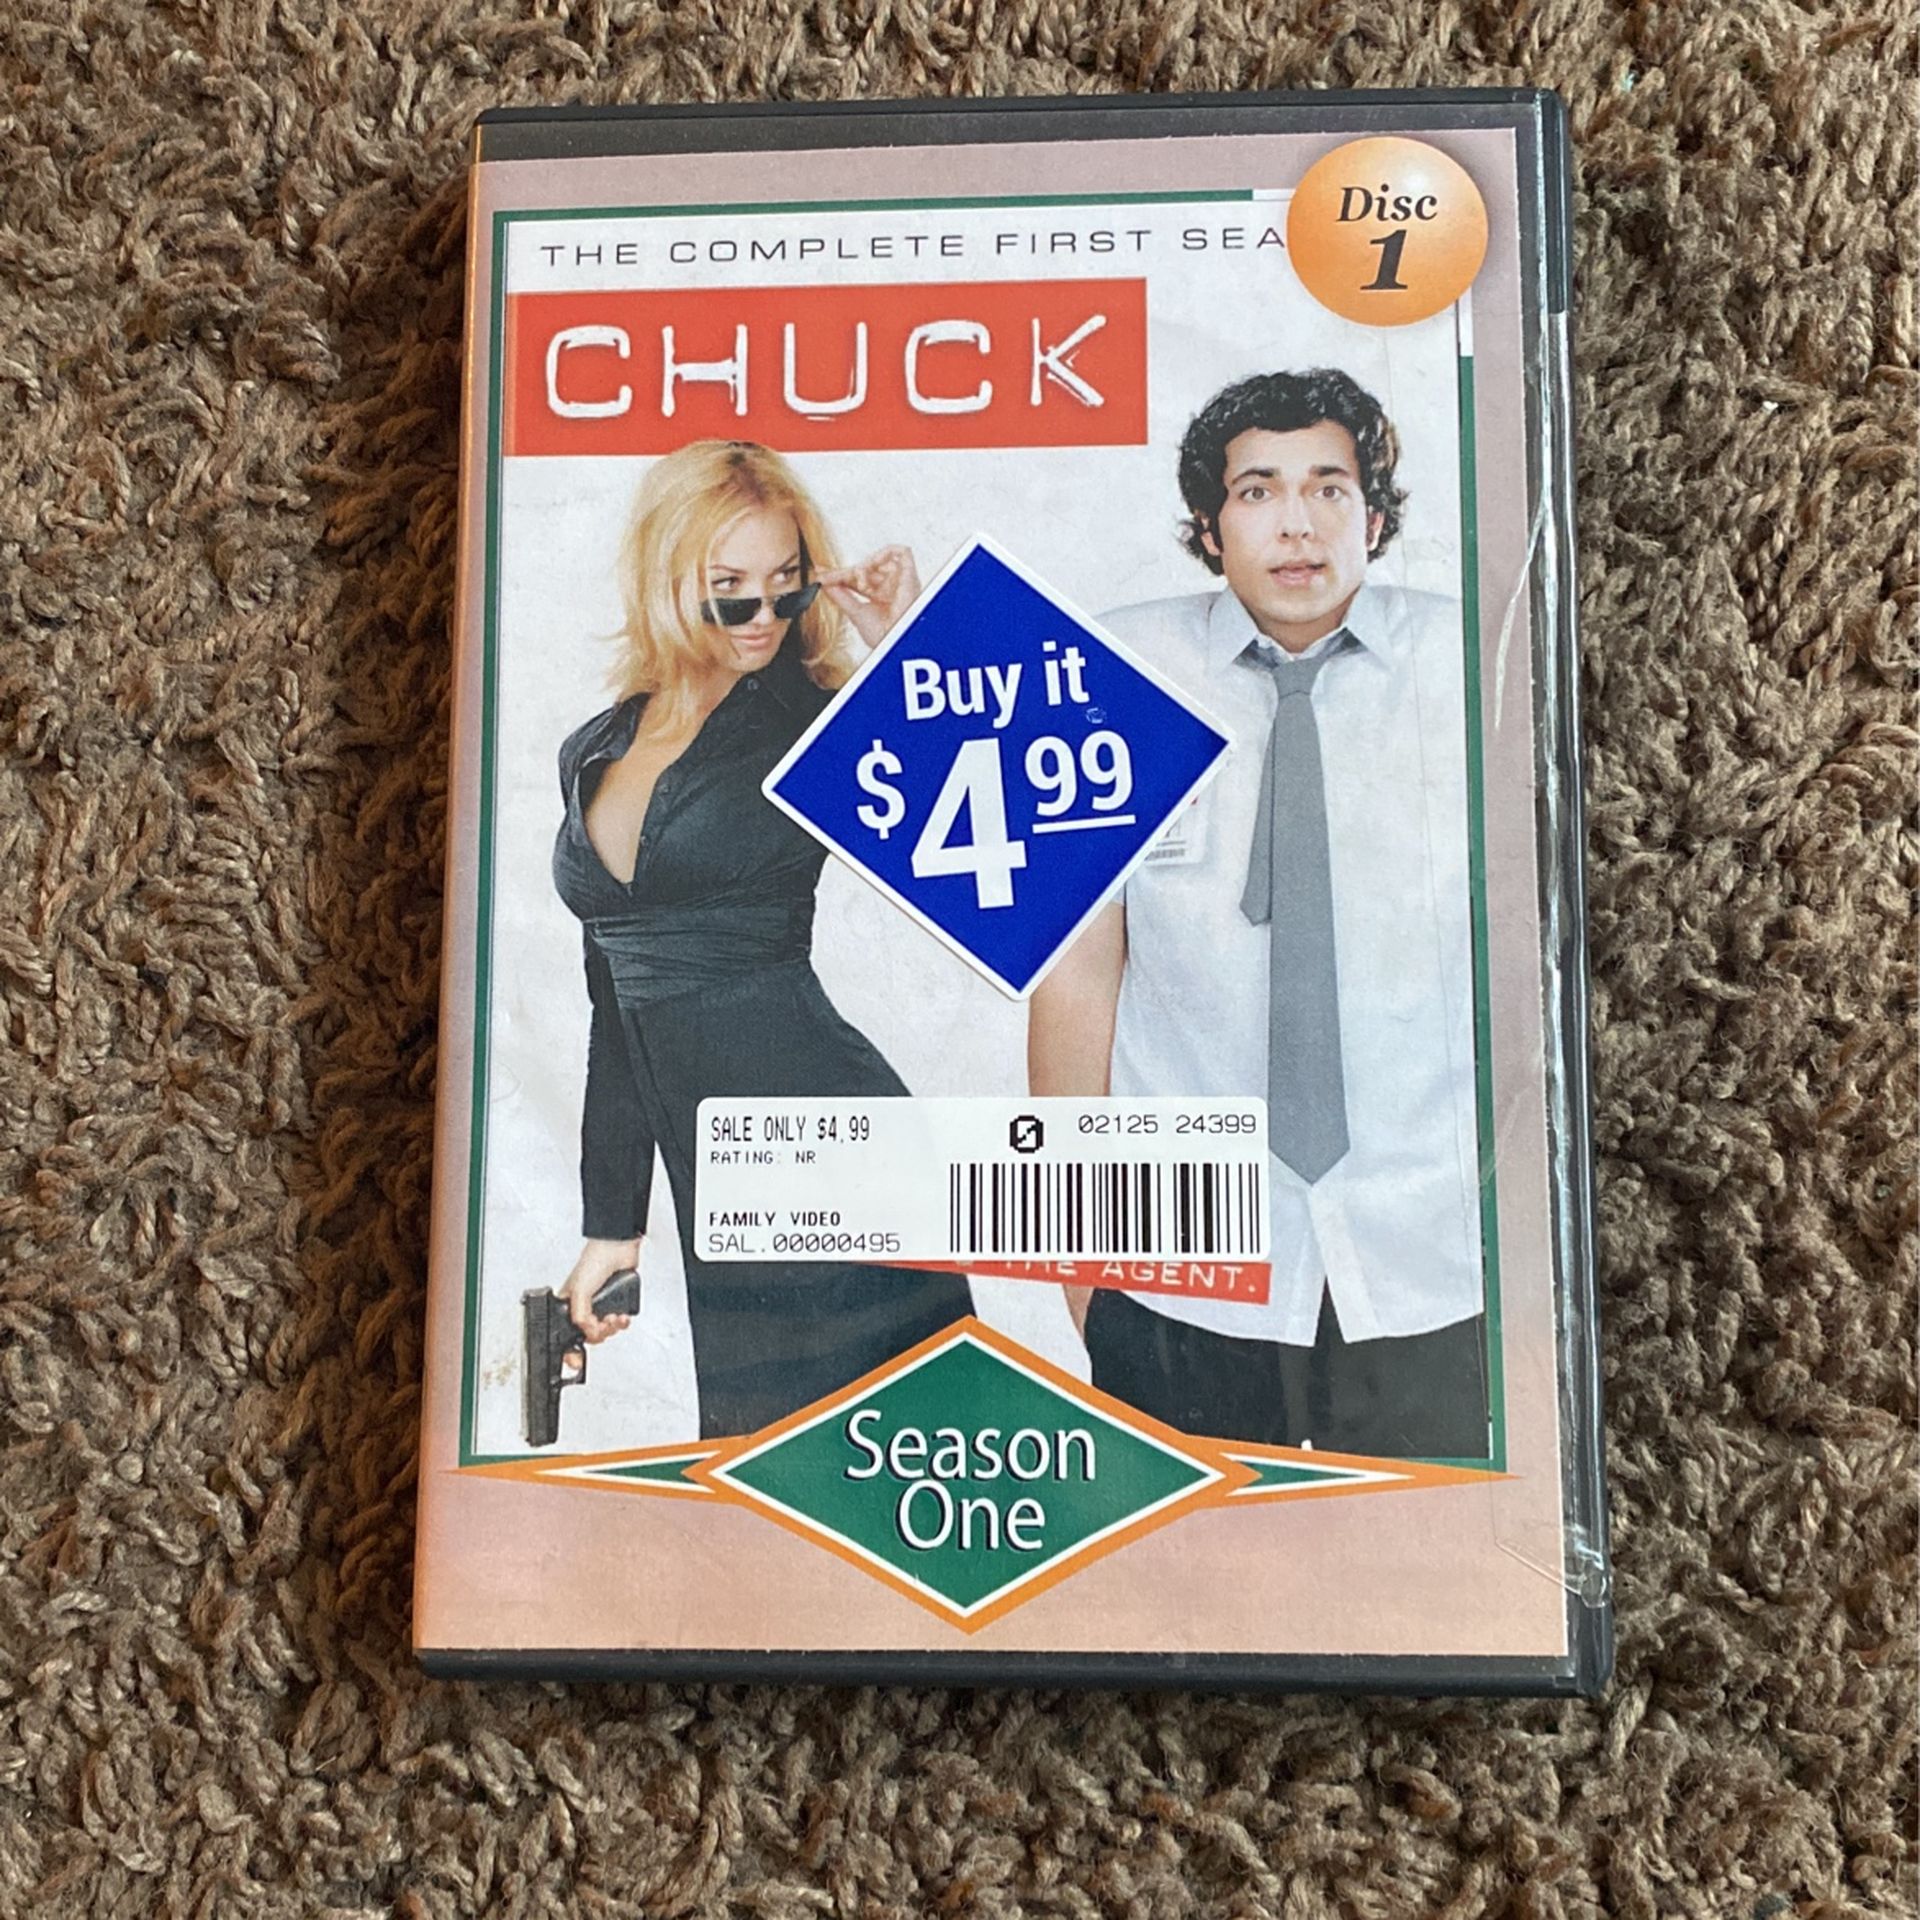 Disc
1
THE COMPLETE FIRST SEA
CHUCK
Buy it
$4.99
SALE ONLY $4.99
02125 24399
RATING: NR
FAMILY VIDEO
SAL.00000495
THE AGENT.
Season
One